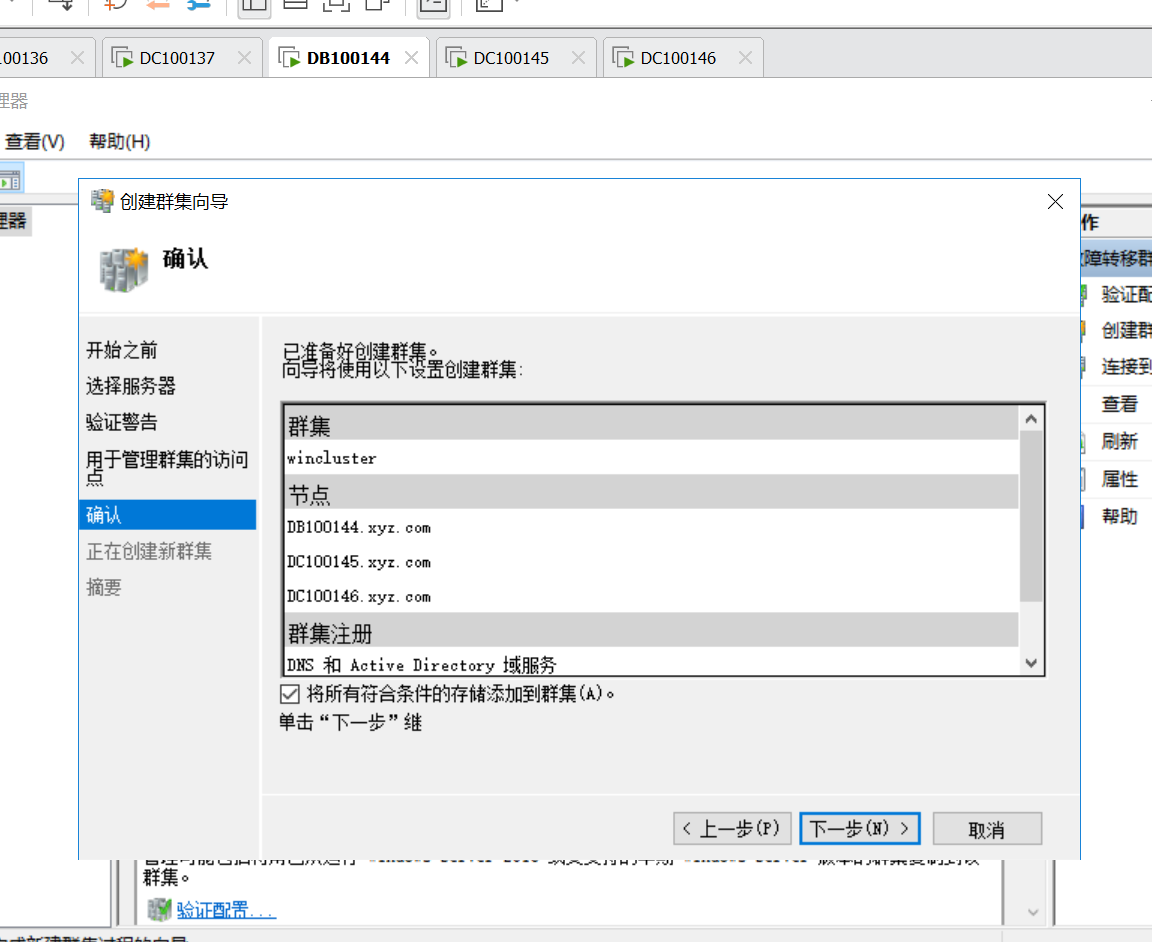 00136
DC100137
DB100144
DC100145
DC100146
理器
查看(V) 帮助(H)
创建群集向导
理器
作
确认
障转移群
验证配
创建群
连接到
查看
刷新
属性
帮助
开始之前
选择服务器
验证警告
用于管理群集的访问
点
确认
正在创建新群集
摘要
已准备好创建群集。
向导将使用以下设置创建群集:
群集
wincluster
节点
DB100144.xyz.com
DC100145.xyz.com
DC100146.xyz.com
群集注册
DNS 和 Active Directory 域服务
将所有符合条件的存储添加到群集(A)。
单击“下一步”继
< 上一步(P)
下一步(N) >
取消
群集。
验证配置...